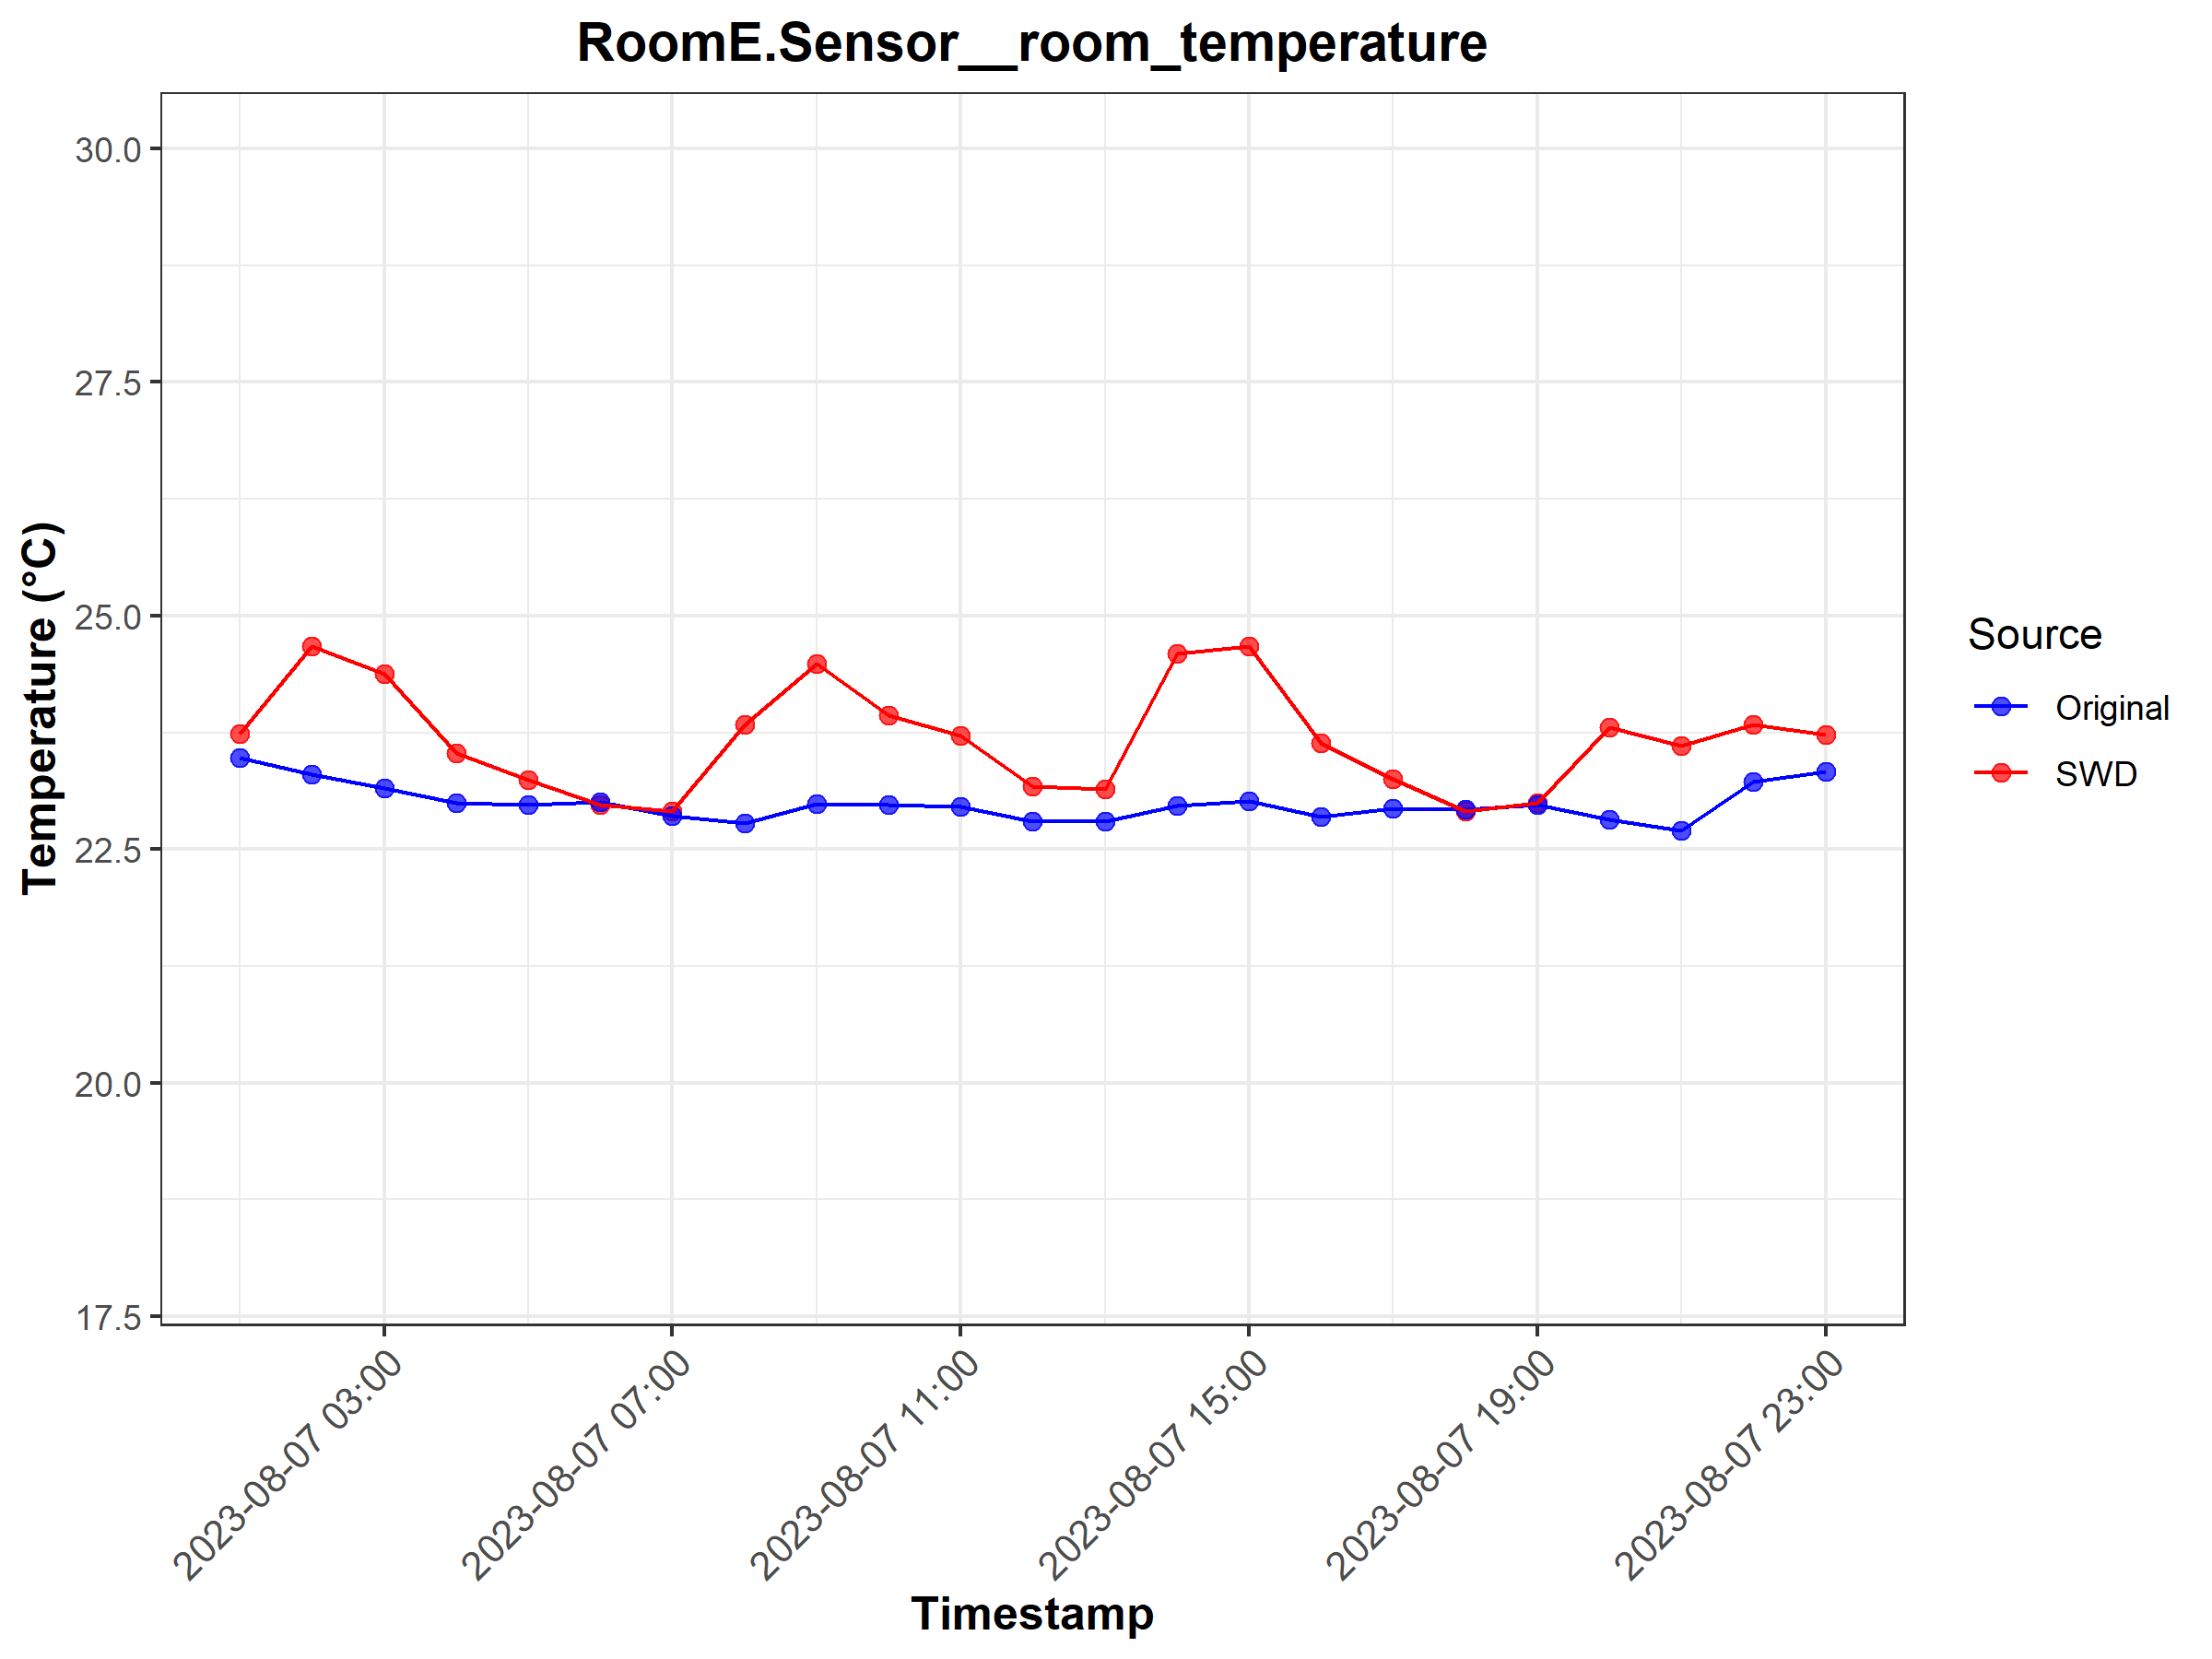 RoomE.Sensor__room_temperature
Temperature (°C)
30.0
27.5
25.0
22.5
20.0
17.5
2023-08-07 03:00
2023-08-07 07:00
2023-08-07 11:00
2023-08-07 15:00
2023-08-07 19:00
2023-08-07 23:00
Timestamp
Source
Original
SWD